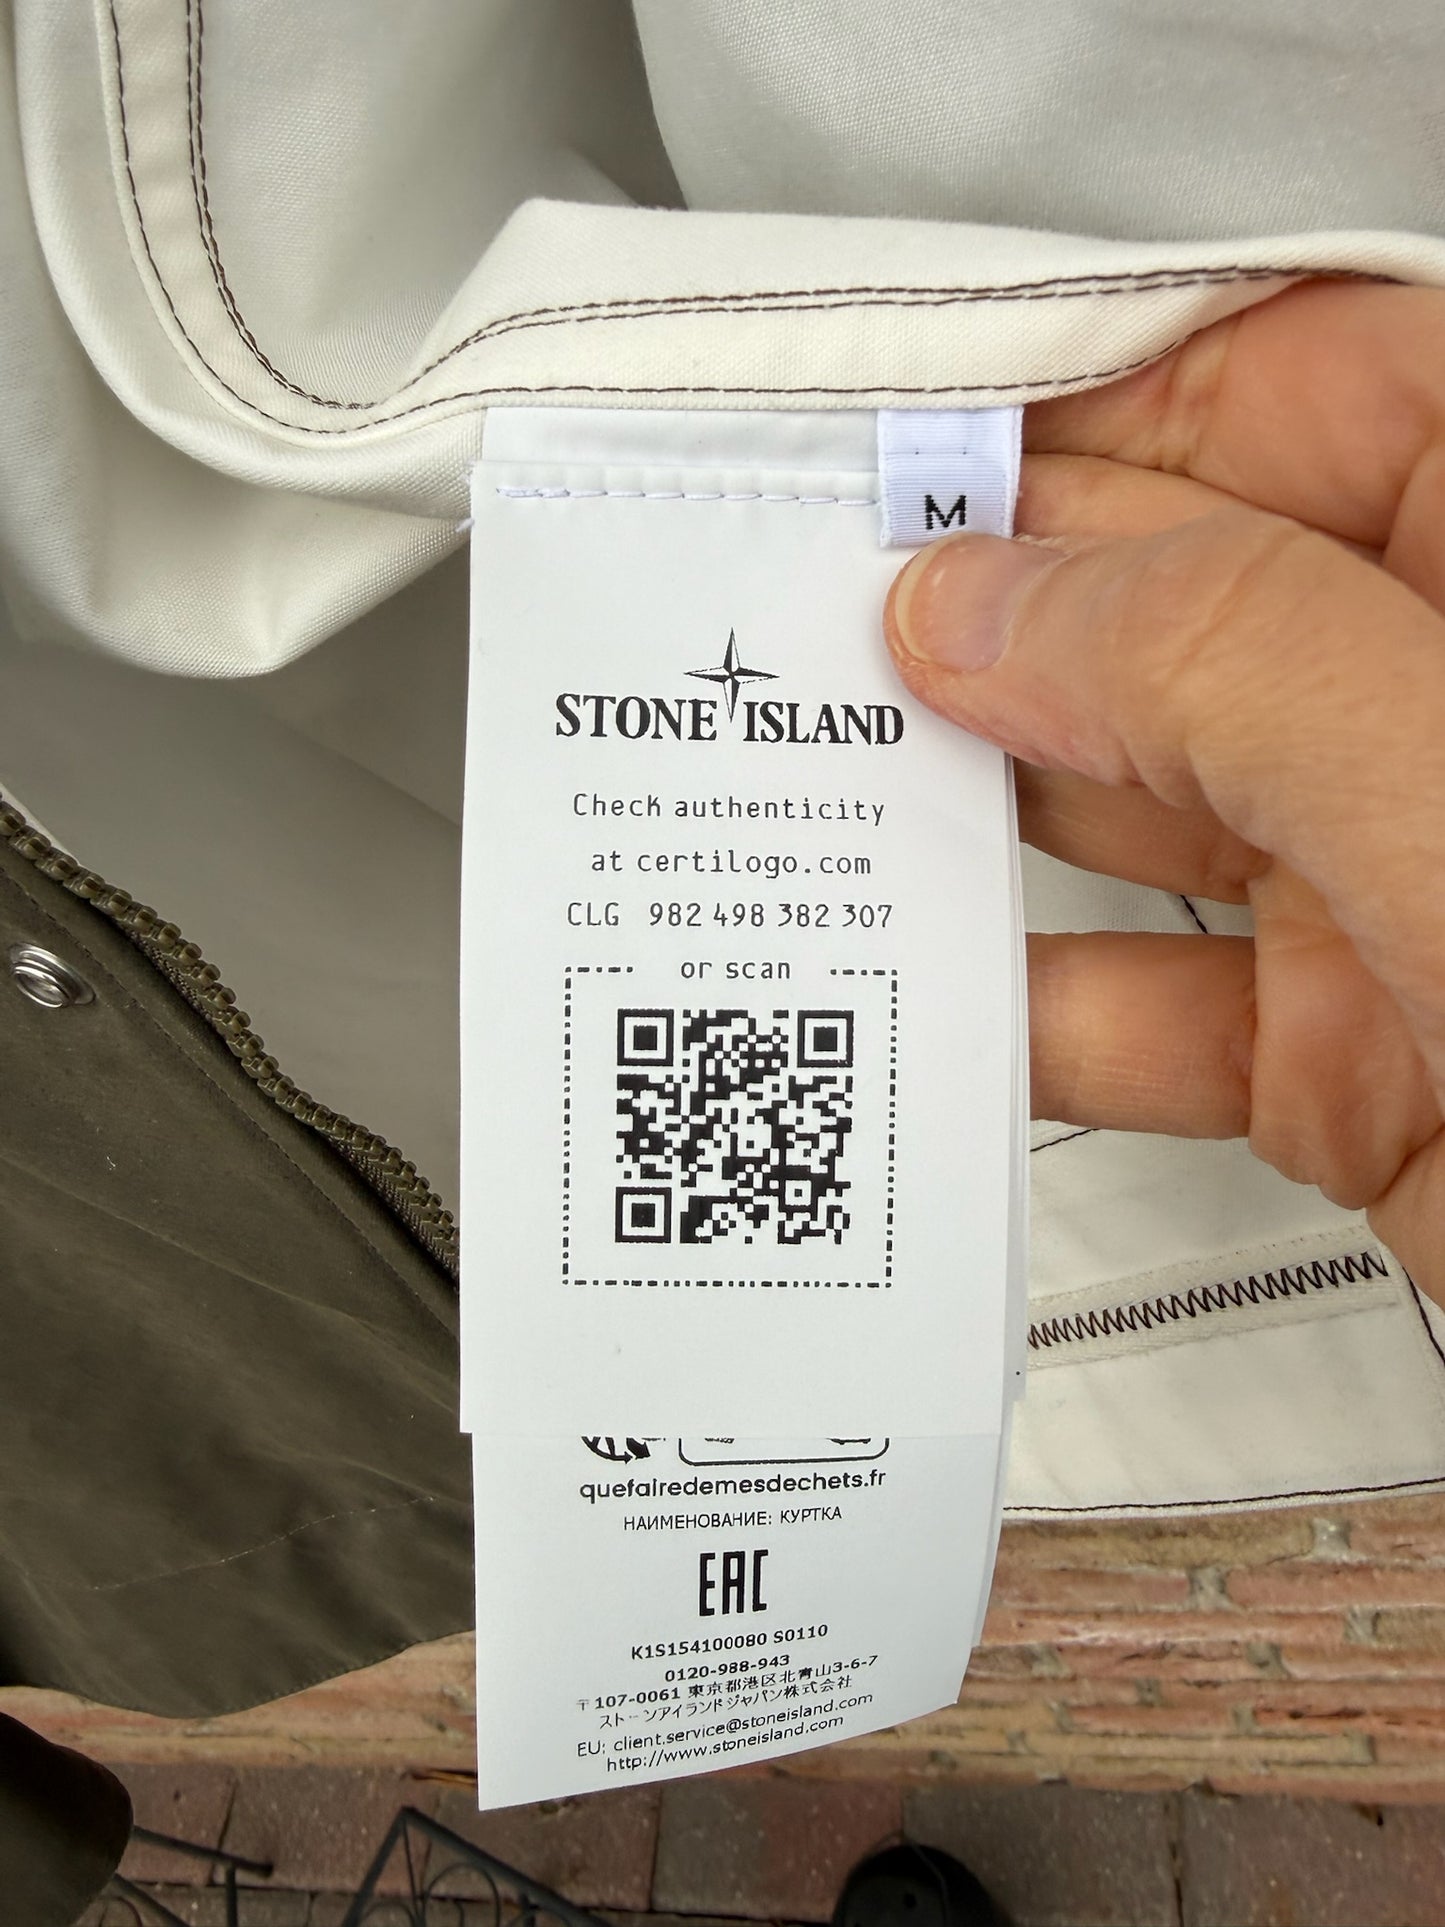 M
STONE ISLAND
Check authenticity
at certilogo.com
CLG 982 498 382 307
or scan
quefairedemesdechets.fr
НАИМЕНОВАНИЕ: КУРТКА
EAC
K1S154100080 S0110
0120-988-943
〒107-0061 東京都港区北青山3-6-7
ストーンアイランドジャパン株式会社
EU: client.service@stoneisland.com
http://www.stoneisland.com